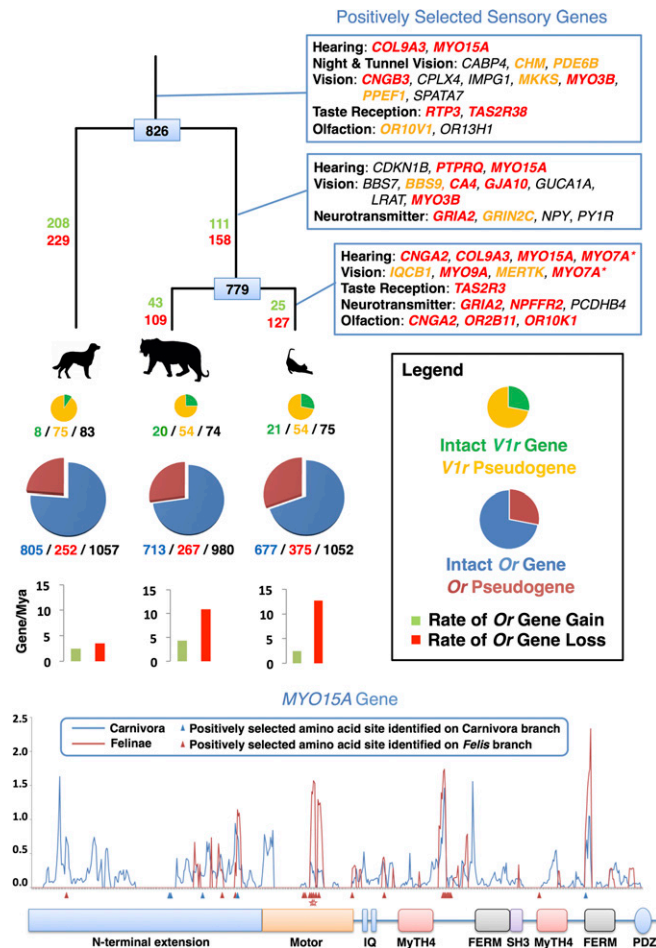 Positively Selected Sensory Genes
Hearing: COL9A3, MYO15A
Night & Tunnel Vision: CABP4, CHM, PDE6B
Vision: CNGB3, CPLX4, IMPG1, MKKS, MYO3B,
PPEF1, SPATA7
Taste Reception: RTP3, TAS2R38
Olfaction: OR10V1, OR13H1
826
Hearing: CDKN1B, PTPRQ, MYO15A
Vision: BBS7, BBS9, CA4, GJA10, GUCA1A,
LRAT, MYO3B
Neurotransmitter: GRIA2, GRIN2C, NPY, PY1R
208
229
111
158
Hearing: CNGA2, COL9A3, MYO15A, MYO7A*
Vision: IQCB1, MYO9A, MERTK, MYO7A*
Taste Reception: TAS2R3
Neurotransmitter: GRIA2, NPFFR2, PCDHB4
Olfaction: CNGA2, OR2B11, OR10K1
779
43
109
25
127
8 / 75 / 83
20 / 54 / 74
21 / 54 / 75
805 / 252 / 1057
713 / 267 / 980
677 / 375 / 1052
Legend
Intact V1r Gene
V1r Pseudogene
Intact Or Gene
Or Pseudogene
Rate of Or Gene Gain
Rate of Or Gene Loss
Gene/Mya
15
10
5
0
15
10
5
0
15
10
5
0
MYO15A Gene
Carnivora
Positively selected amino acid site identified on Carnivora branch
Felinae
Positively selected amino acid site identified on Felis branch
2.5
2.0
1.5
1.0
0.5
0.0
N-terminal extension
Motor
IQ
MyTH4
FERM
SH3
MyTH4
FERM
PDZ